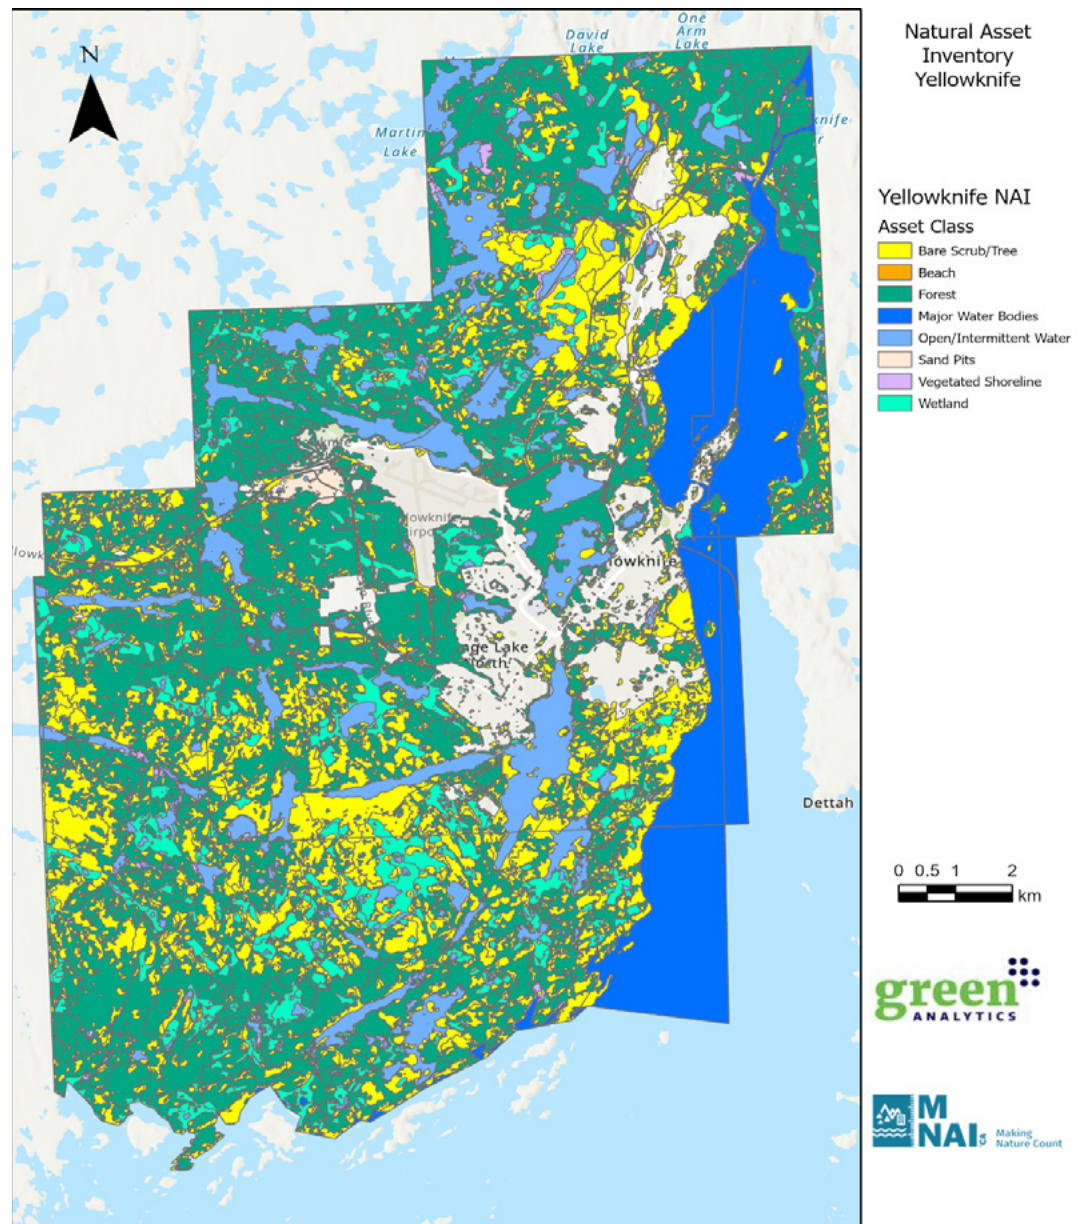 Natural Asset
Inventory
Yellowknife
N
David
Lake
One
Arm
Lake
Martin
Lake
Dettah
Yellowknife NAI
Asset Class
Bare Scrub/Tree
Beach
Forest
Major Water Bodies
Open/Intermittent Water
Sand Pits
Vegetated Shoreline
Wetland
0 0.5 1 2
km
green
ANALYTICS
M
NAI.CA
Making
Nature Count